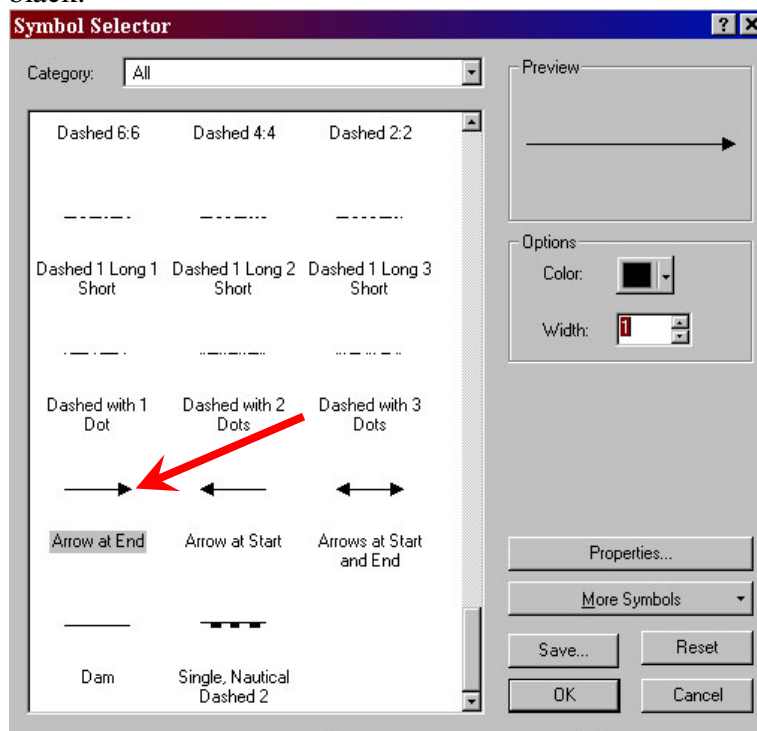 Symbol Selector
Category: All
Dashed 6:6 Dashed 4:4 Dashed 2:2
Dashed 1 Long 1 Dashed 1 Long 2 Dashed 1 Long 3
Short Short Short
Dashed with 1 Dashed with 2 Dashed with 3
Dot Dots Dots
Arrow at End Arrow at Start Arrows at Start
and End
Dam Single, Nautical
Dashed 2
Preview
Options
Color:
Width: 1
Properties...
More Symbols
Save... Reset
OK Cancel